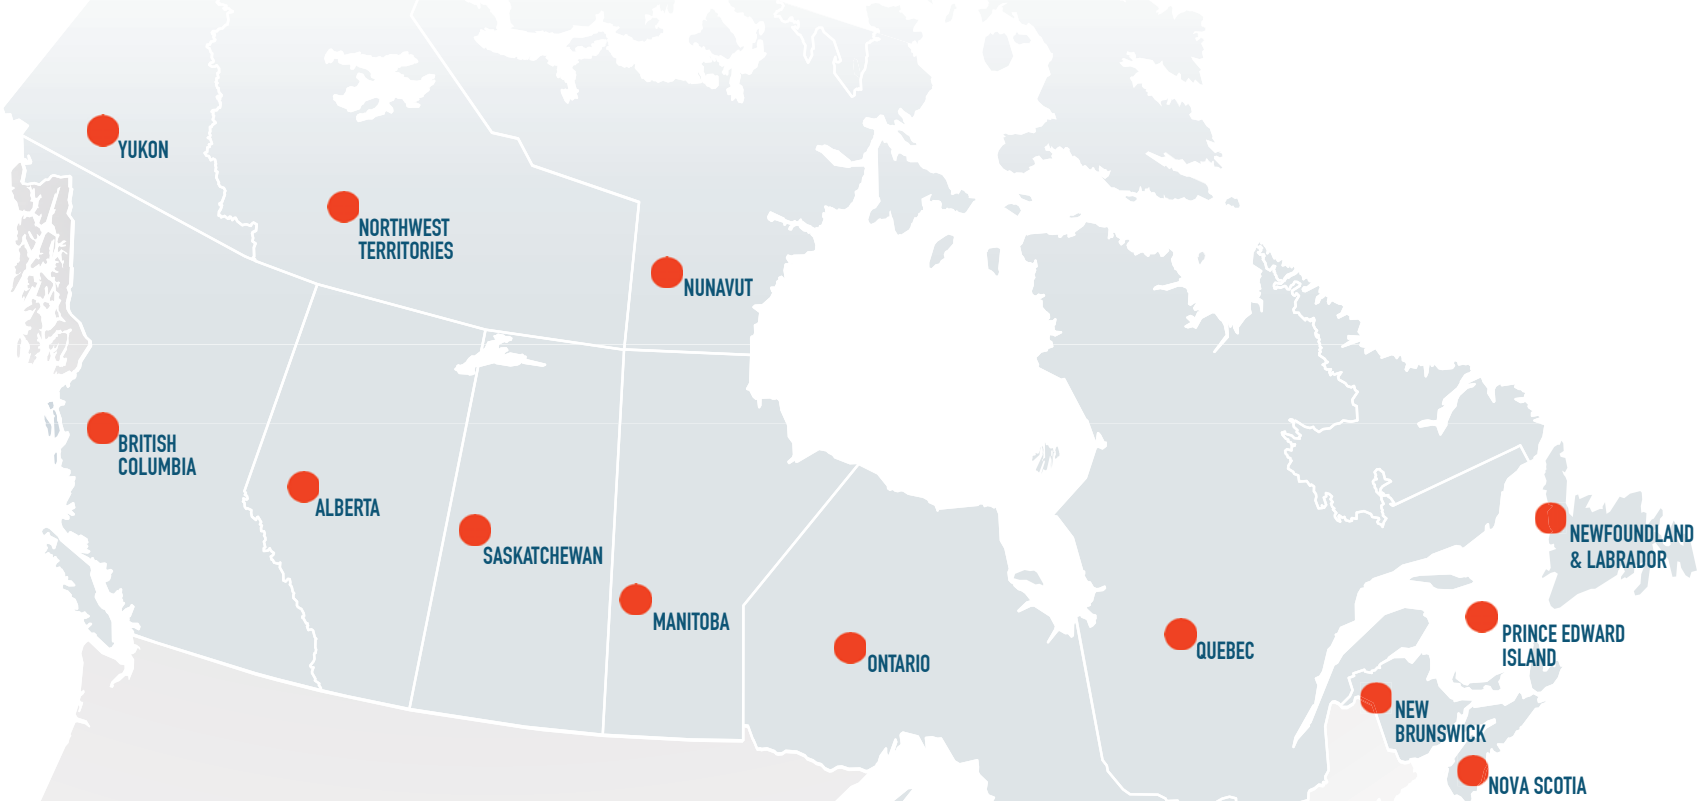 YUKON
NORTHWEST
TERRITORIES
NUNAVUT
BRITISH
COLUMBIA
ALBERTA
SASKATCHEWAN
MANITOBA
ONTARIO
QUEBEC
NEWFOUNDLAND
& LABRADOR
PRINCE EDWARD
ISLAND
NEW
BRUNSWICK
NOVA SCOTIA